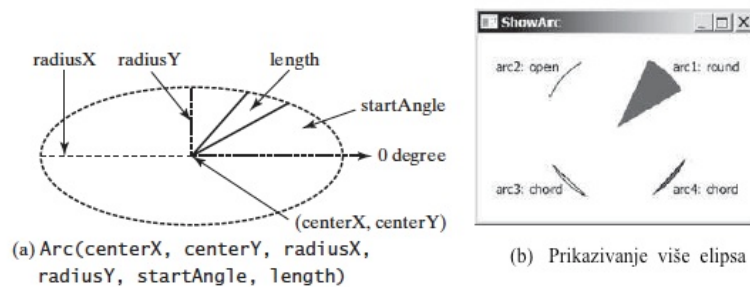 radiusX
radiusY
length
startAngle
0 degree
(centerX, centerY)
(a) Arc(centerX, centerY, radiusX,
radiusY, startAngle, length)
ShowArc
arc2: open
arc1: round
arc3: chord
arc4: chord
(b) Prikazivanje više elipsa